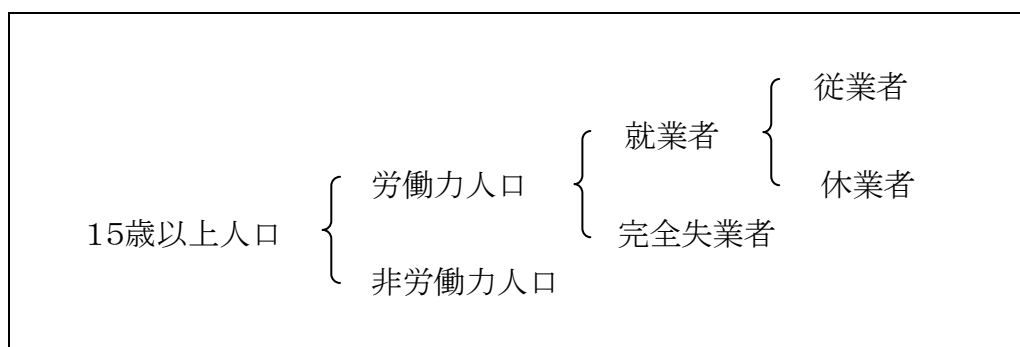 従業者
就業者
労働力人口
休業者
15歳以上人口
完全失業者
非労働力人口